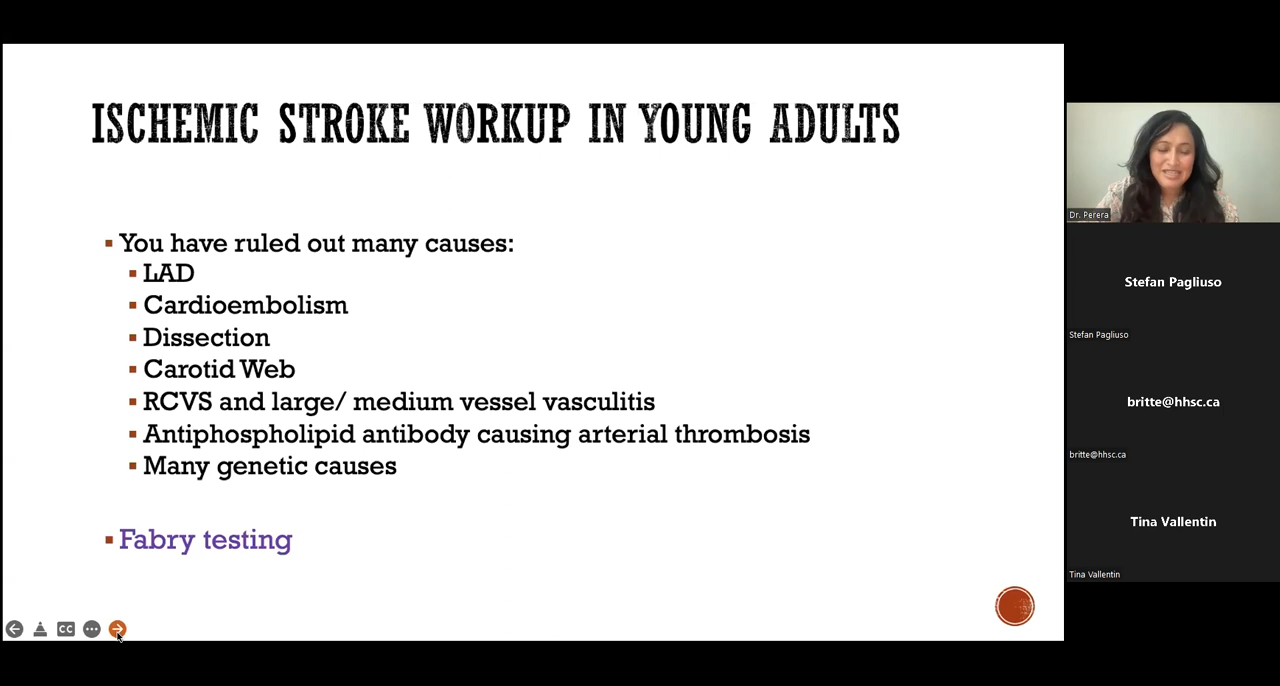 ISCHEMIC STROKE WORKUP IN YOUNG ADULTS
You have ruled out many causes:
LAD
Cardioembolism
Dissection
Carotid Web
RCVS and large/ medium vessel vasculitis
Antiphospholipid antibody causing arterial thrombosis
Many genetic causes
Fabry testing
CC
Dr. Perera
Stefan Pagliuso
Stefan Pagliuso
britte@hhsc.ca
britte@hhsc.ca
Tina Vallentin
Tina Vallentin